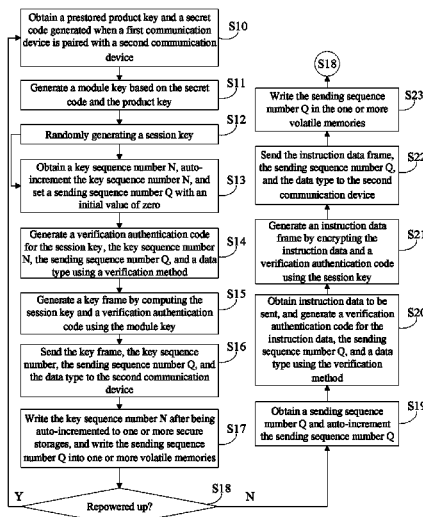 Obtain a prestored product key and a secret
code generated when a first communication
device is paired with a second communication
device
S10
Generate a module key based on the secret
code and the product key
S11
Randomly generating a session key
S12
Obtain a key sequence number N, auto-
increment the key sequence number N, and
set a sending sequence number Q with an
initial value of zero
S13
Generate a verification authentication code
for the session key, the key sequence number
N, the sending sequence number Q, and a data
type using a verification method
S14
Generate a key frame by computing the
session key and a verification authentication
code using the module key
S15
Send the key frame, the key sequence
number, the sending sequence number Q, and
the data type to the second communication
device
S16
Write the key sequence number N after being
auto-incremented to one or more secure
storages, and write the sending sequence
number Q into one or more volatile memories
S17
Y
Repowered up?
S18
N
Obtain a sending sequence
number Q and auto-increment
the sending sequence number Q
S19
Obtain instruction data to be
sent, and generate a verification
authentication code for the
instruction data, the sending
sequence number Q, and a data
type using the verification
method
S20
Generate an instruction data
frame by encrypting the
instruction data and a
verification authentication code
using the session key
S21
Send the instruction data frame,
the sending sequence number Q,
and the data type to the second
communication device
S22
Write the sending sequence
number Q in the one or more
volatile memories
S23
S18